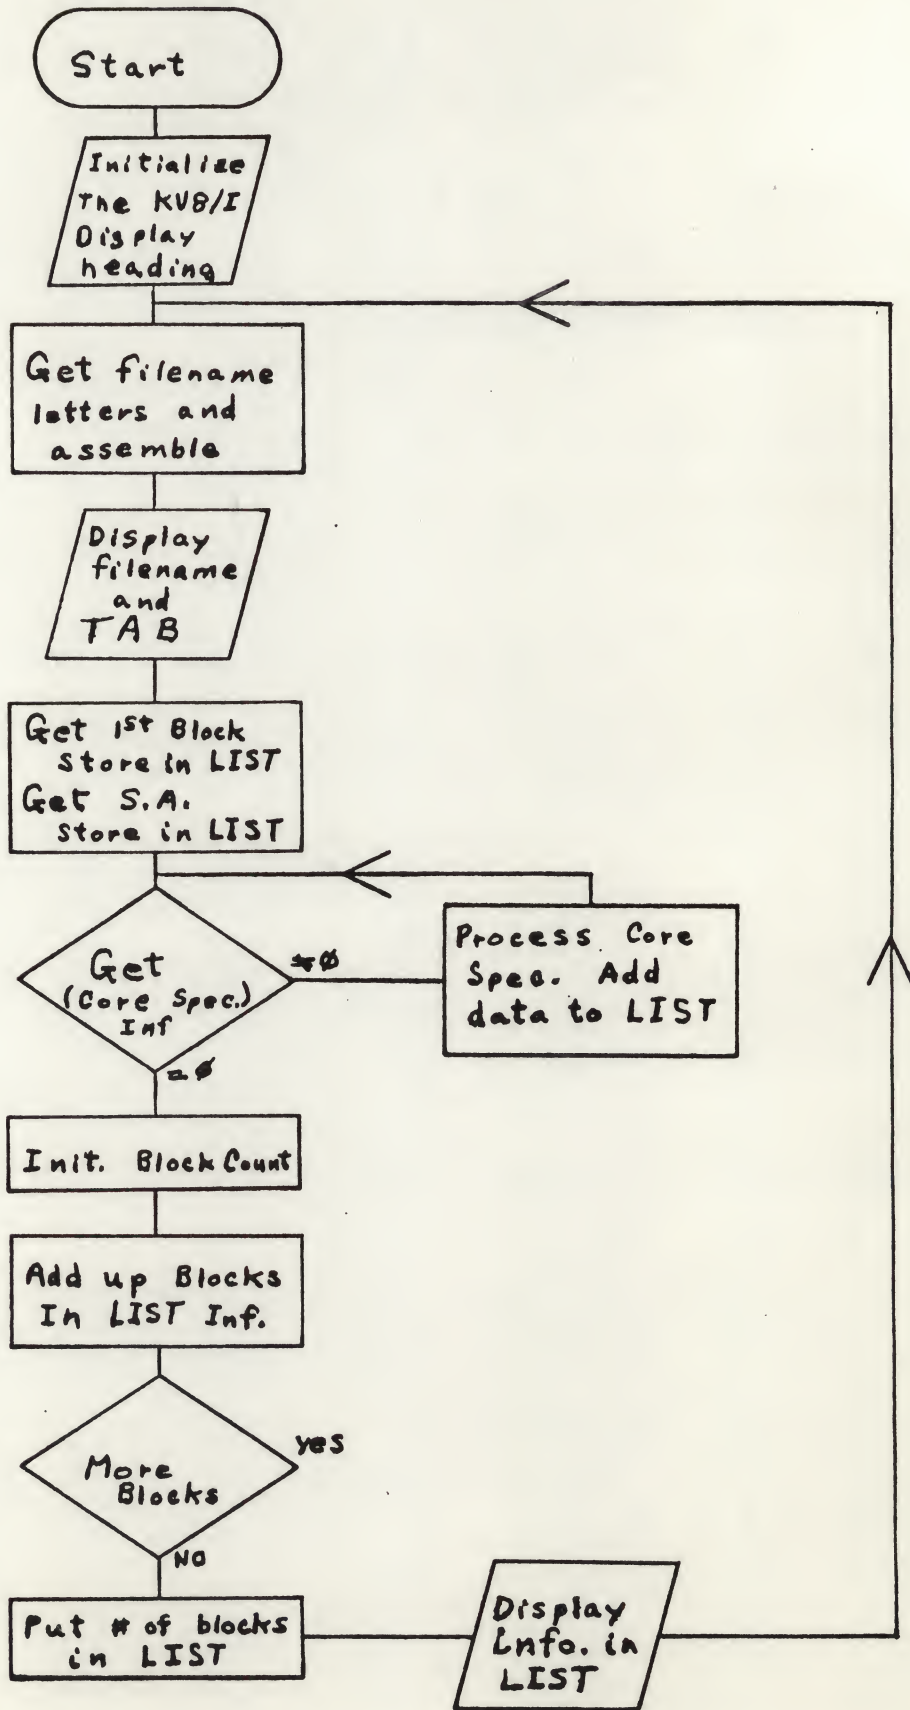 Start
Initialize
The KV8/I
Display
heading
Get filename
letters and
assemble
Display
filename
and
TAB
Get 1st Block
Store in LIST
Get S.A.
Store in LIST
Get
(Core Spec.)
Inf
≠ø
=ø
Process Core
Spec. Add
data to LIST
Init. Block Count
Add up Blocks
In LIST Inf.
More
Blocks
yes
NO
Put # of blocks
in LIST
Display
Info. in
LIST